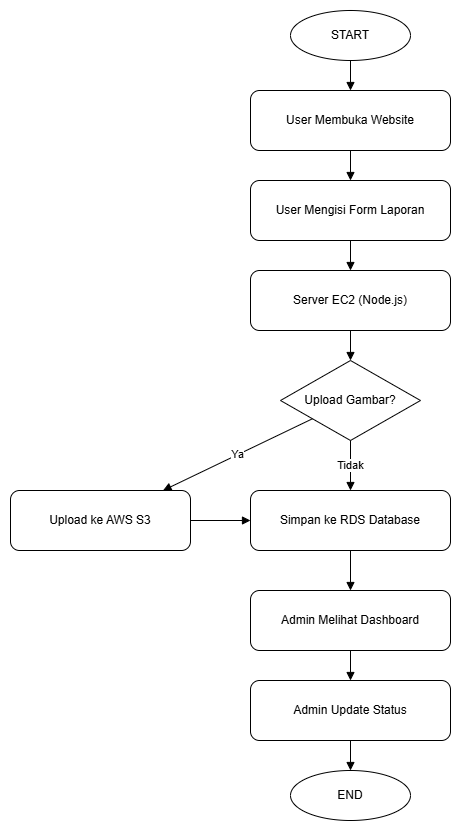 START
User Membuka Website
User Mengisi Form Laporan
Server EC2 (Node.js)
Upload Gambar?
Ya
Tidak
Upload ke AWS S3
Simpan ke RDS Database
Admin Melihat Dashboard
Admin Update Status
END